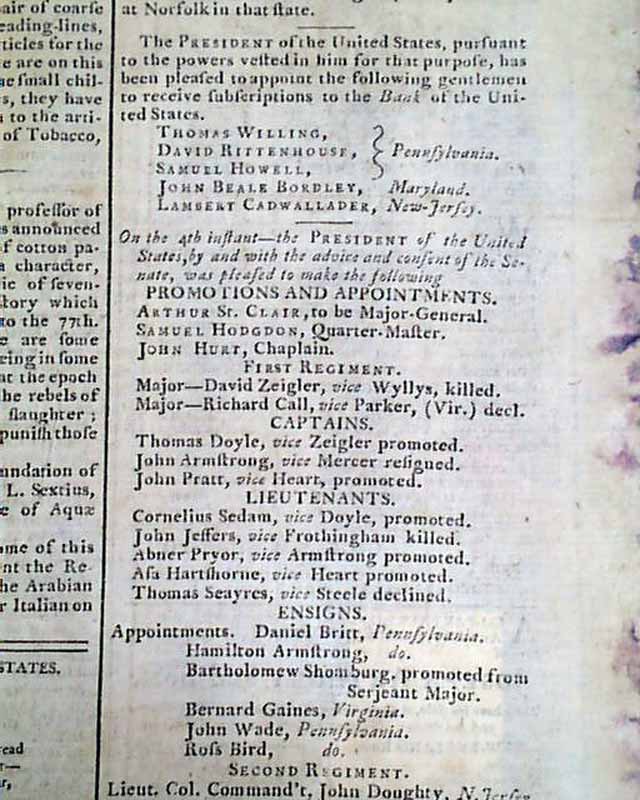 air of coarse
eading-lines,
ticles for the
e are on this
he small chil-
s, they have
to the arti-
of Tobacco,
professor of
s announced
f cotton pa-
a character,
ic of seven-
tory which
to the 77th.
e are some
cing in some
at the epoch
he rebels of
slaughter ;
punish those
undation of
L. Sextius,
e of Aquæ
me of this
nt the Re-
he Arabian
r Italian on
STATES.
read
at Norfolk in that state.
The PRESIDENT of the United States, pursuant
to the powers vested in him for that purpose, has
been pleased to appoint the following gentlemen
to receive subscriptions to the Bank of the Uni-
ted States.
THOMAS WILLING,
DAVID RITTENHOUSE, } Pennsylvania.
SAMUEL HOWELL,
JOHN BEALE BORDLEY, Maryland.
LAMBERT CADWALLADER, New-Jersey.
On the 4th instant—the PRESIDENT of the United
States, by and with the advice and consent of the Se-
nate, was pleased to make the following
PROMOTIONS AND APPOINTMENTS.
ARTHUR ST. CLAIR, to be Major-General.
SAMUEL HODGDON, Quarter-Master.
JOHN HURT, Chaplain.
FIRST REGIMENT.
Major—David Zeigler, vice Wyllys, killed.
Major—Richard Call, vice Parker, (Vir.) decl.
CAPTAINS.
Thomas Doyle, vice Zeigler promoted.
John Armstrong, vice Mercer resigned.
John Pratt, vice Heart, promoted.
LIEUTENANTS.
Cornelius Sedam, vice Doyle, promoted.
John Jeffers, vice Frothingham killed.
Abner Pryor, vice Armstrong promoted.
Asa Hartshorne, vice Heart promoted.
Thomas Seayres, vice Steele declined.
ENSIGNS.
Appointments. Daniel Britt, Pennsylvania.
Hamilton Armstrong, do.
Bartholomew Shomburg, promoted from
Serjeant Major.
Bernard Gaines, Virginia.
John Wade, Pennsylvania.
Ross Bird, do.
SECOND REGIMENT.
Lieut. Col. Command't, John Doughty, N. Jersey